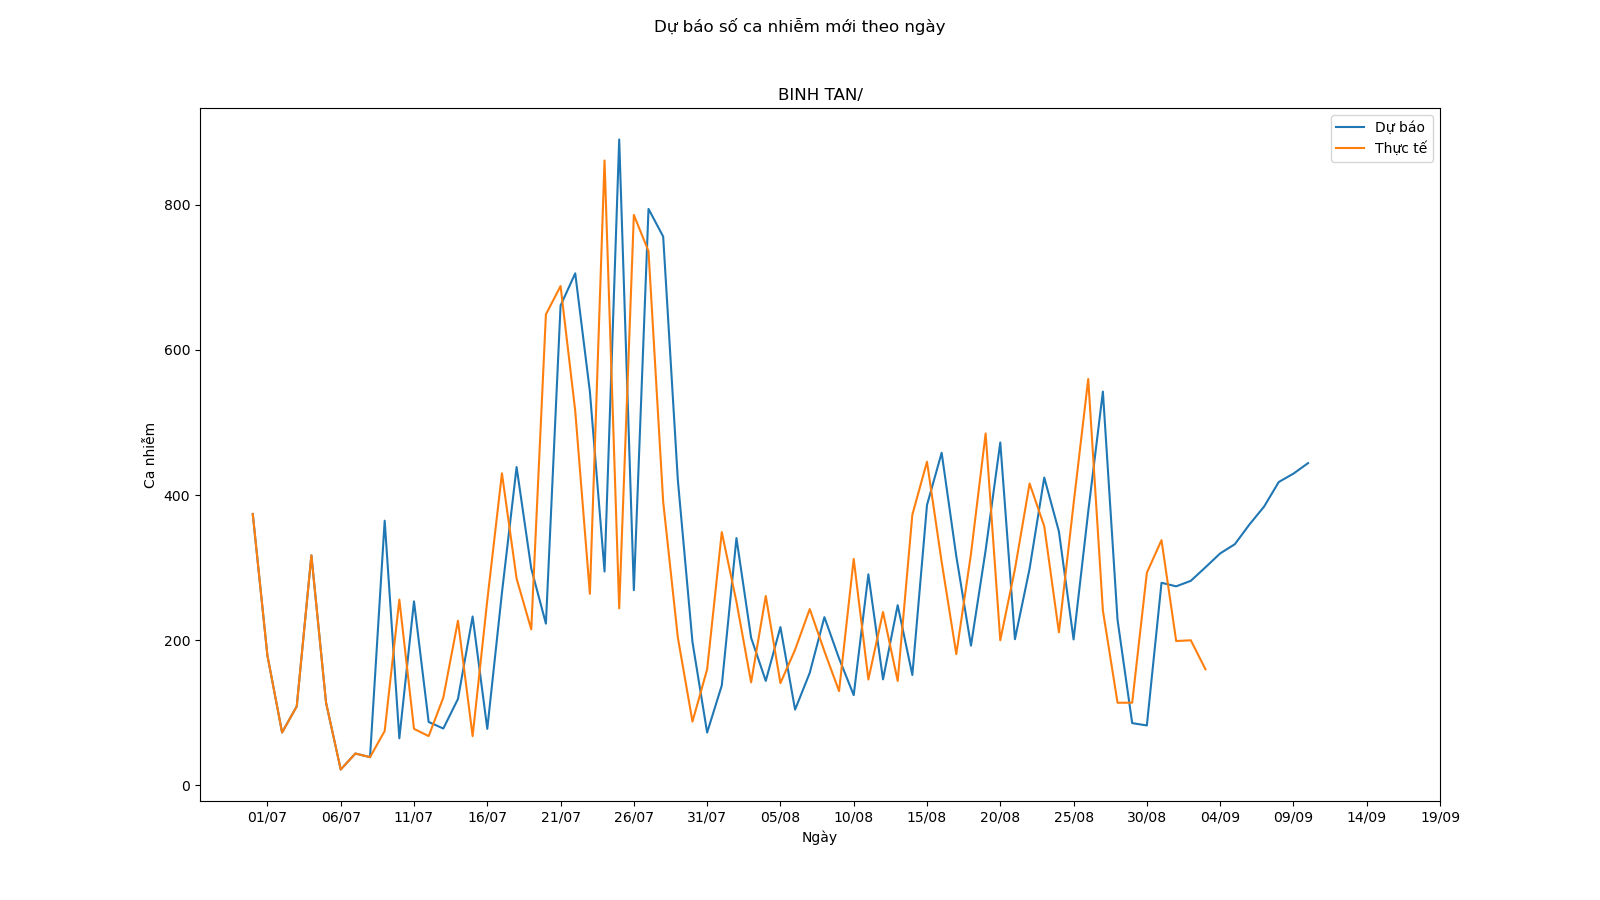 Dự báo số ca nhiễm mới theo ngày
BINH TAN/
Dự báo
Thực tế
800
600
400
200
0
Ca nhiễm
01/07 06/07 11/07 16/07 21/07 26/07 31/07 05/08 10/08 15/08 20/08 25/08 30/08 04/09 09/09 14/09 19/09
Ngày